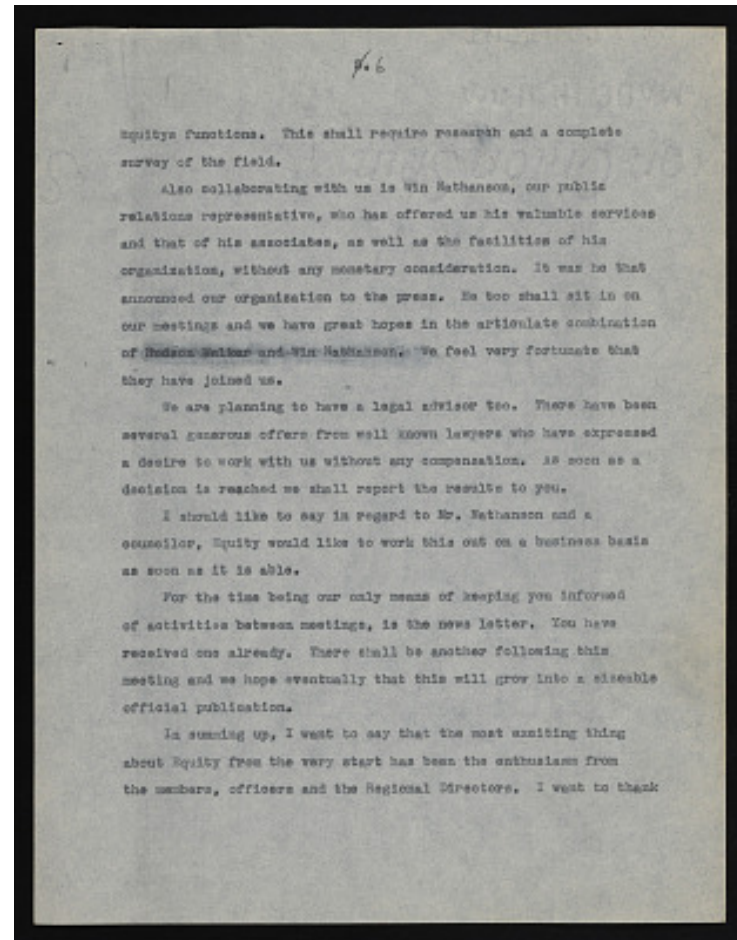 p. 6
Equitys functions. This shall require research and a complete
survey of the field.
Also collaborating with us is Win Nathanson, our public
relations representative, who has offered us his valuable services
and that of his associates, as well as the facilities of his
organization, without any monetary consideration. It was he that
announced our organization to the press. He too shall sit in on
our meetings and we have great hopes in the articulate combination
of Hudson Walker and Win Nathanson. We feel very fortunate that
they have joined us.
We are planning to have a legal advisor too. There have been
several generous offers from well known lawyers who have expressed
a desire to work with us without any compensation. As soon as a
decision is reached we shall report the results to you.
I should like to say in regard to Mr. Nathanson and a
councilor, Equity would like to work this out on a business basis
as soon as it is able.
For the time being our only means of keeping you informed
of activities between meetings, is the news letter. You have
received one already. There shall be another following this
meeting and we hope eventually that this will grow into a sizeable
official publication.
In summing up, I want to say that the most exciting thing
about Equity from the very start has been the enthusiasm from
the members, officers and the Regional Directors. I want to thank